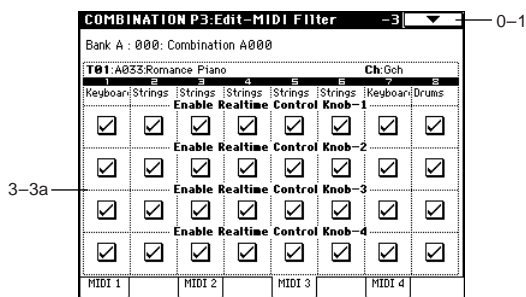 COMBINATION P3:Edit-MIDI FIlter -3 0–1
Bank A : 000: Combination A000
T01:A033:Romance Piano Ch:Gch
1 2 3 4 5 6 7 8
Keyboar Strings Strings Strings Strings Strings Keyboar Drums
Enable Realtime Control Knob-1
Enable Realtime Control Knob-2
Enable Realtime Control Knob-3
3–3a
Enable Realtime Control Knob-4
MIDI 1 MIDI 2 MIDI 3 MIDI 4